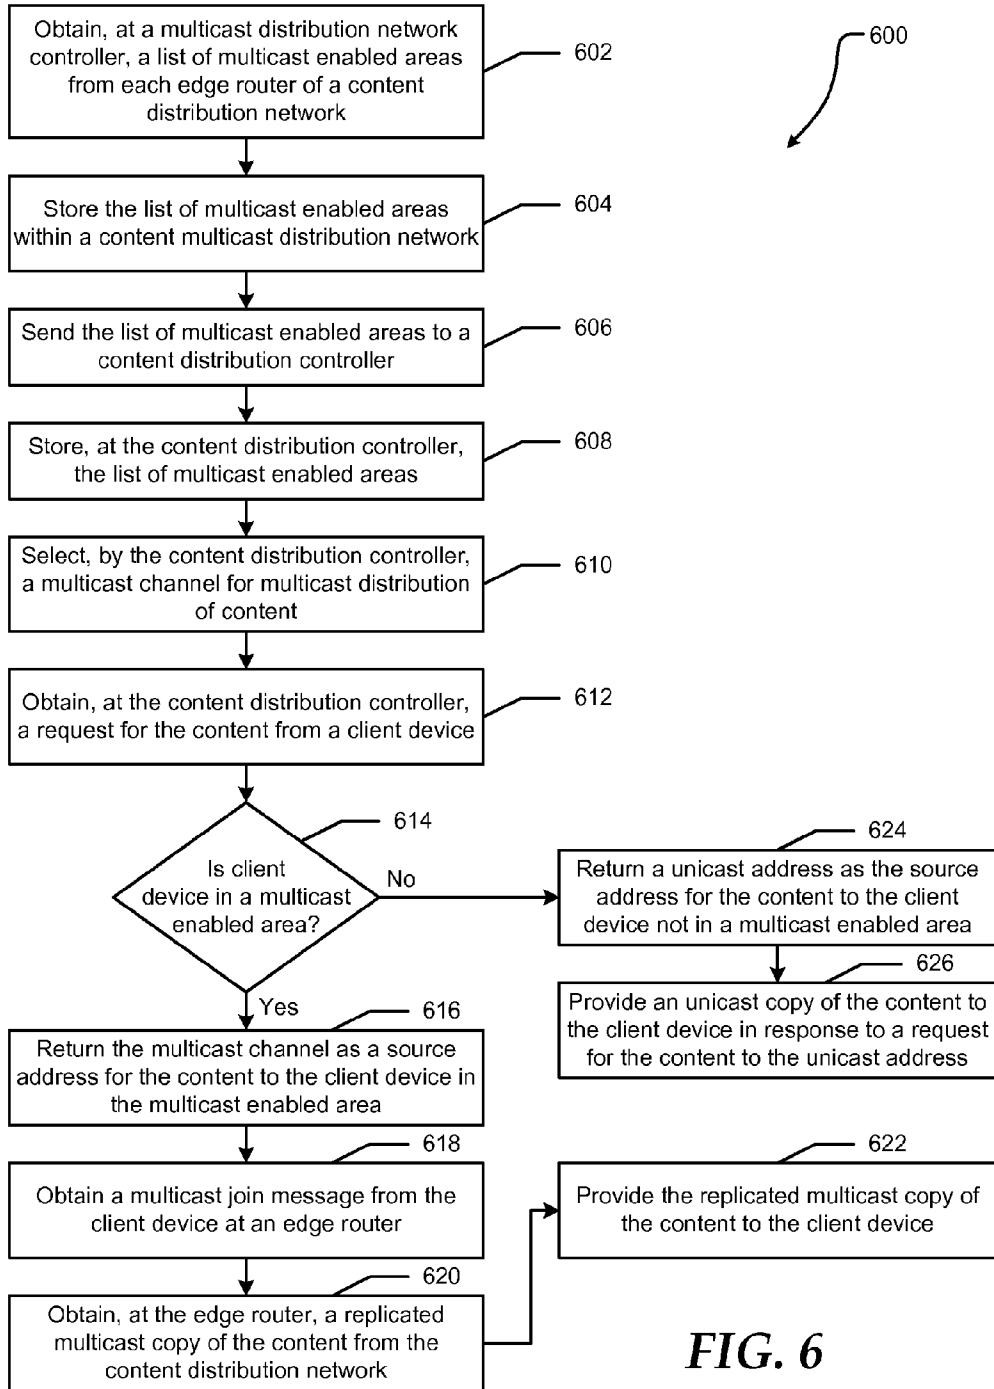 Obtain, at a multicast distribution network
controller, a list of multicast enabled areas
from each edge router of a content
distribution network
602
600
Store the list of multicast enabled areas
within a content multicast distribution network
604
Send the list of multicast enabled areas to a
content distribution controller
606
Store, at the content distribution controller,
the list of multicast enabled areas
608
Select, by the content distribution controller,
a multicast channel for multicast distribution
of content
610
Obtain, at the content distribution controller,
a request for the content from a client device
612
Is client
device in a multicast
enabled area?
614
No
Yes
624
Return a unicast address as the source
address for the content to the client
device not in a multicast enabled area
626
Provide an unicast copy of the content to
the client device in response to a request
for the content to the unicast address
616
Return the multicast channel as a source
address for the content to the client device in
the multicast enabled area
618
Obtain a multicast join message from the
client device at an edge router
620
Obtain, at the edge router, a replicated
multicast copy of the content from the
content distribution network
622
Provide the replicated multicast copy of
the content to the client device
FIG. 6